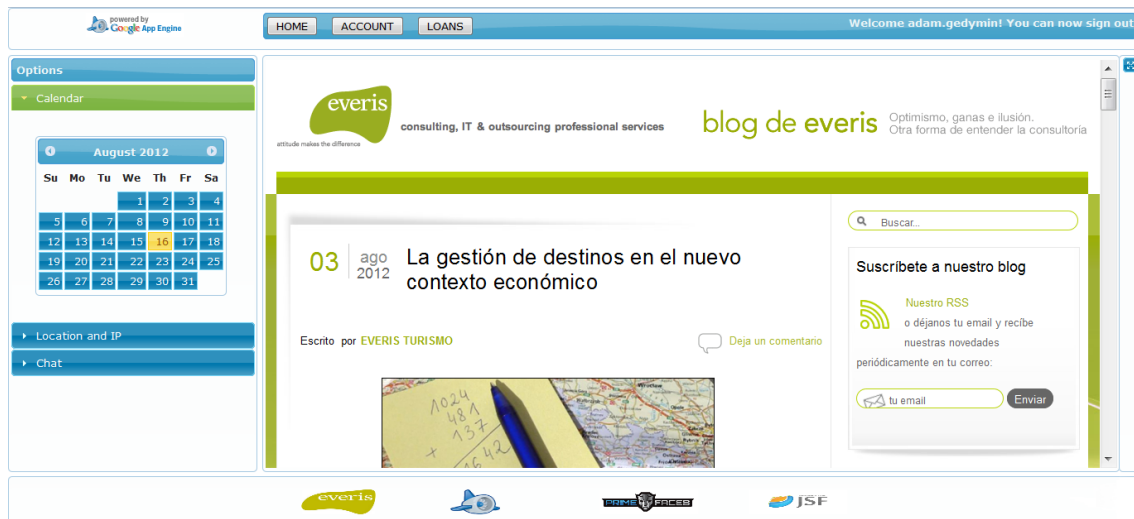 powered by
Google App Engine
HOME ACCOUNT LOANS
Welcome adam.gedymin! You can now sign out
Options
Calendar
August 2012
Su Mo Tu We Th Fr Sa
1 2 3 4
5 6 7 8 9 10 11
12 13 14 15 16 17 18
19 20 21 22 23 24 25
26 27 28 29 30 31
Location and IP
Chat
everis
consulting, IT & outsourcing professional services
attitude makes the difference
blog de everis
Optimismo, ganas e ilusión.
Otra forma de entender la consultoría
03 ago
2012
La gestión de destinos en el nuevo
contexto económico
Escrito por EVERIS TURISMO
Deja un comentario
1024
481
137
+
1642
Buscar...
Suscríbete a nuestro blog
Nuestro RSS
o déjanos tu email y recíbe
nuestras novedades
periódicamente en tu correo:
tu email
Enviar
everis
PRIME FACES
JSF